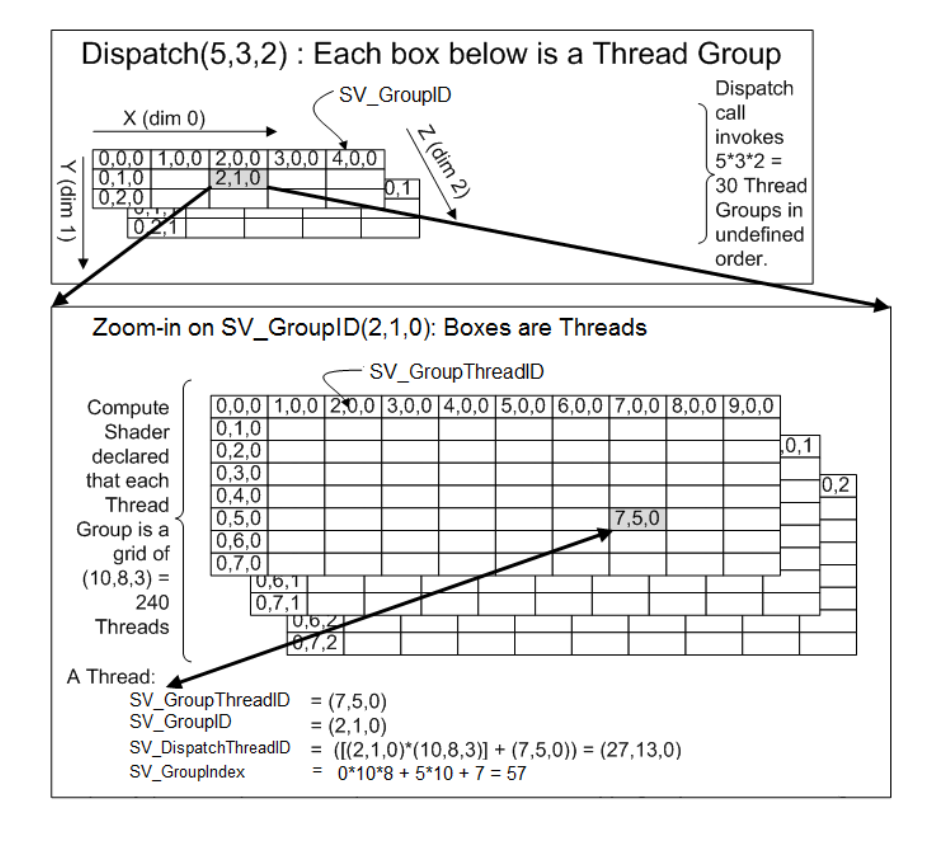 Dispatch(5,3,2) : Each box below is a Thread Group
SV_GroupID
X (dim 0)
Y (dim 1)
Z (dim 2)
0,0,0 1,0,0 2,0,0 3,0,0 4,0,0
0,1,0 2,1,0
0,2,0
0,1
0,1,1
0,2,1
Dispatch
call
invokes
5*3*2 =
30 Thread
Groups in
undefined
order.
Zoom-in on SV_GroupID(2,1,0): Boxes are Threads
SV_GroupThreadID
Compute
Shader
declared
that each
Thread
Group is a
grid of
(10,8,3) =
240
Threads
0,0,0 1,0,0 2,0,0 3,0,0 4,0,0 5,0,0 6,0,0 7,0,0 8,0,0 9,0,0
0,1,0
0,2,0
0,3,0
0,4,0
0,5,0 7,5,0
0,6,0
0,7,0
,0,1
0,6,1
0,7,1
0,2
0,6,2
0,7,2
A Thread:
SV_GroupThreadID = (7,5,0)
SV_GroupID = (2,1,0)
SV_DispatchThreadID = ([(2,1,0)*(10,8,3)] + (7,5,0)) = (27,13,0)
SV_GroupIndex = 0*10*8 + 5*10 + 7 = 57